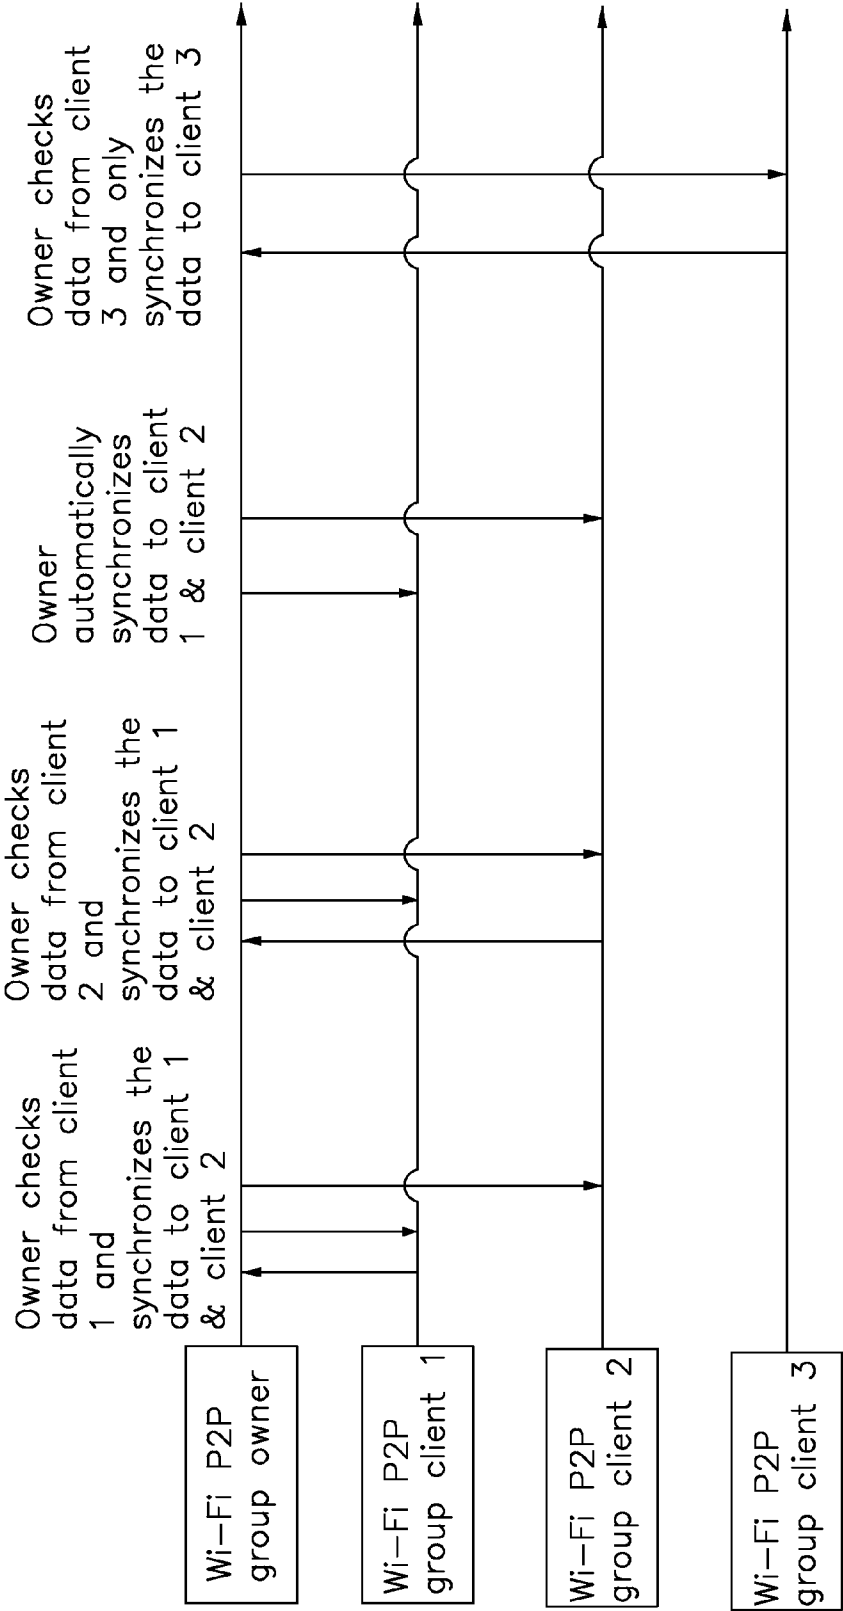 Owner checks
data from client
1 and
synchronizes the
data to client 1
& client 2
Owner checks
data from client
2 and
synchronizes the
data to client 1
& client 2
Owner
automatically
synchronizes
data to client
1 & client 2
Owner checks
data from client
3 and only
synchronizes the
data to client 3
Wi-Fi P2P
group owner
Wi-Fi P2P
group client 1
Wi-Fi P2P
group client 2
Wi-Fi P2P
group client 3